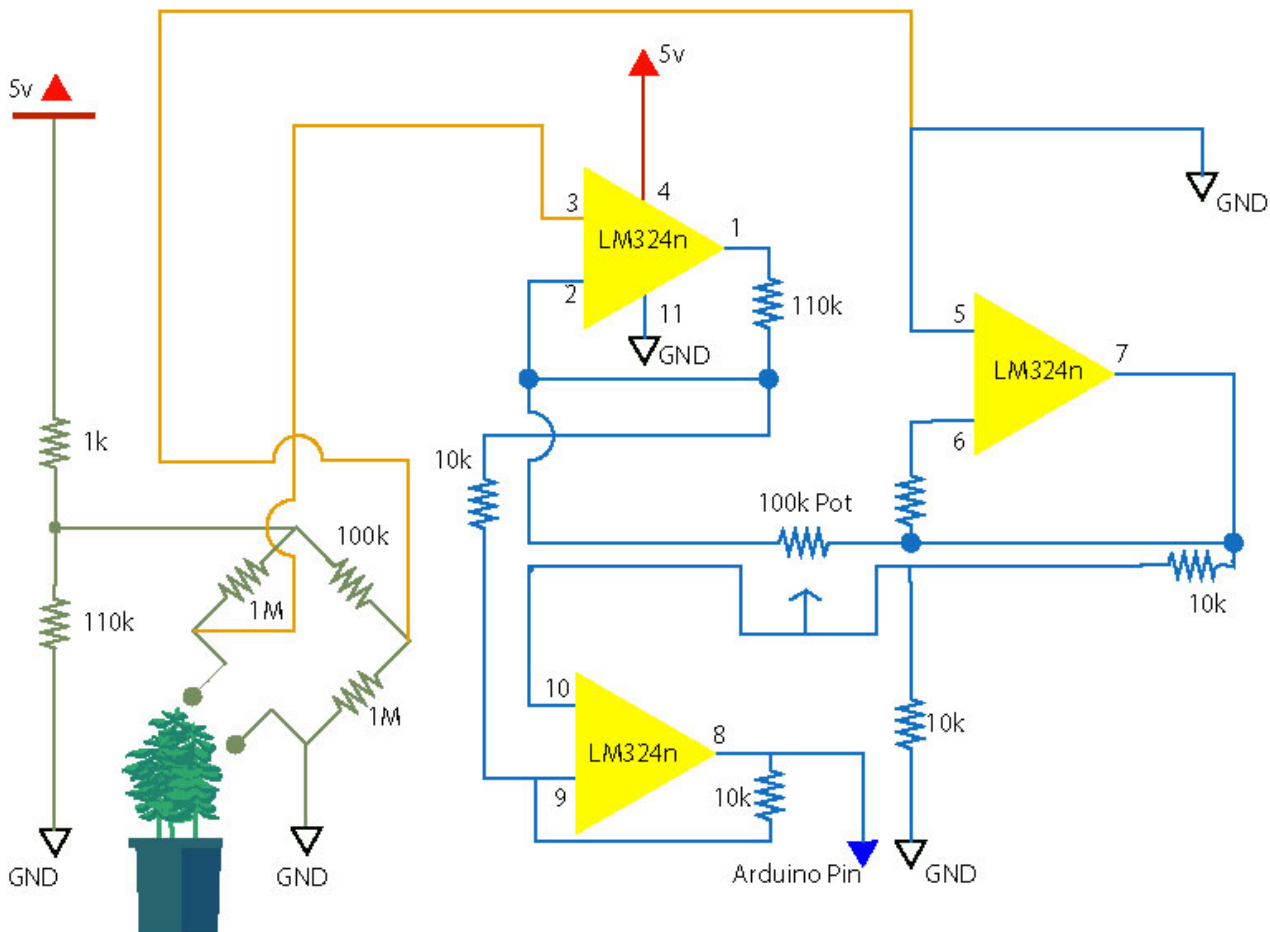 5v
5v
GND
3
4
LM324n
1
2
11
GND
110k
5
LM324n
7
6
1k
10k
100k Pot
100k
1M
110k
10k
1M
10
LM324n
8
9
10k
10k
GND
GND
Arduino Pin
GND